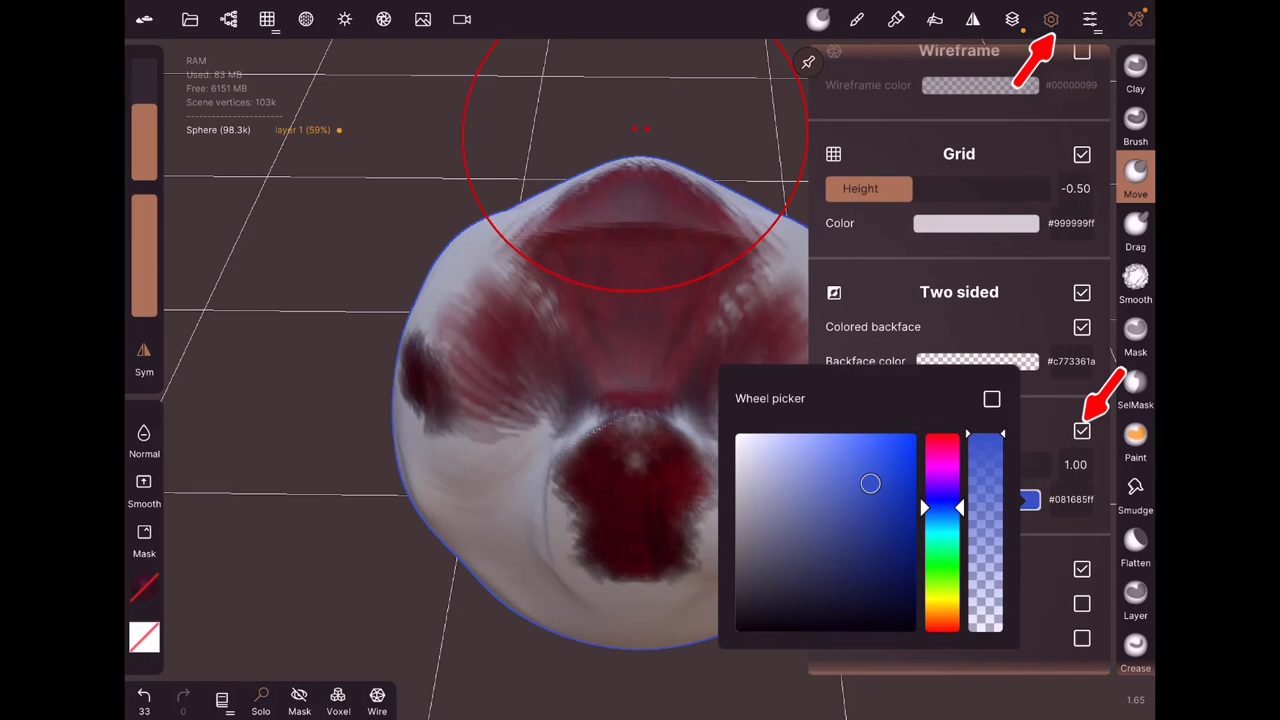 RAM
Used: 83 MB
Free: 6151 MB
Scene vertices: 103k
Sphere (98.3k) layer 1 (59%)
Sym
Normal
Smooth
Mask
33
0
Solo
Mask
Voxel
Wire
Wireframe
Wireframe color #00000099
Grid
Height -0.50
Color #999999ff
Two sided
Colored backface
Backface color #c773361a
Wheel picker
1.00
#081685ff
Clay
Brush
Move
Drag
Smooth
Mask
SelMask
Paint
Smudge
Flatten
Layer
Crease
1.65